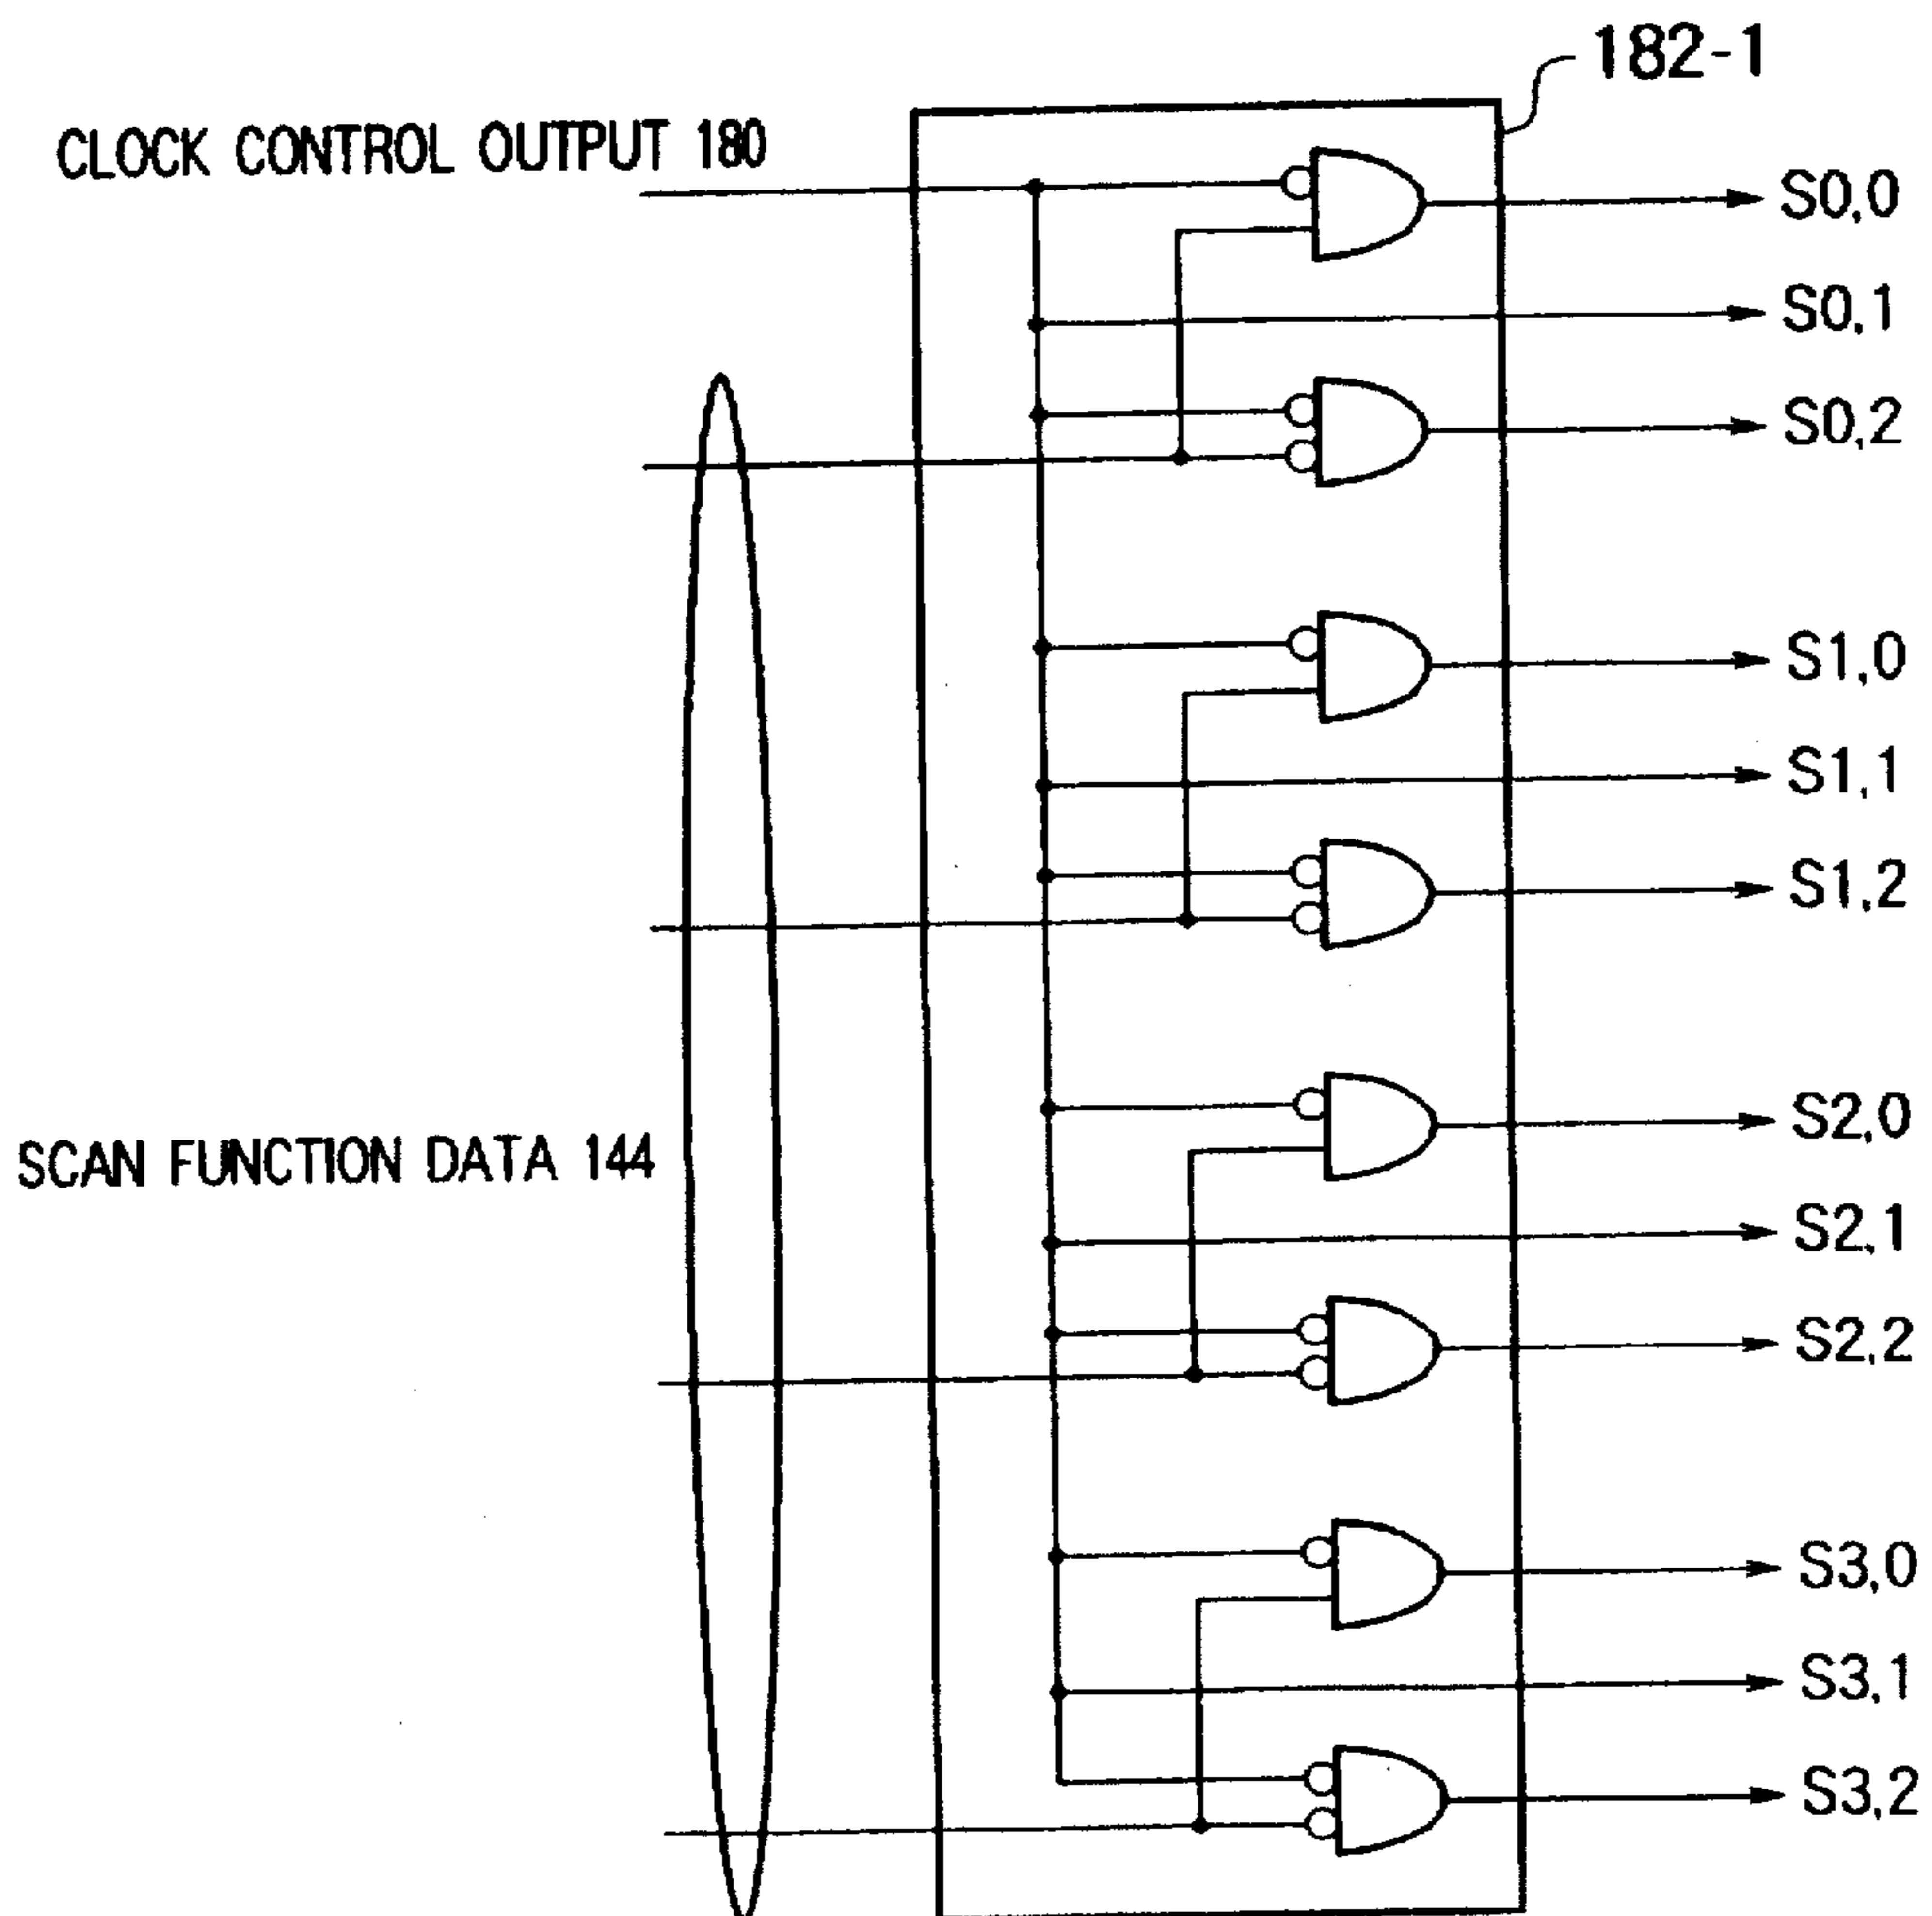 182-1
CLOCK CONTROL OUTPUT 180
S0,0
S0,1
S0,2
S1,0
S1,1
S1,2
SCAN FUNCTION DATA 144
S2,0
S2,1
S2,2
S3,0
S3,1
S3,2